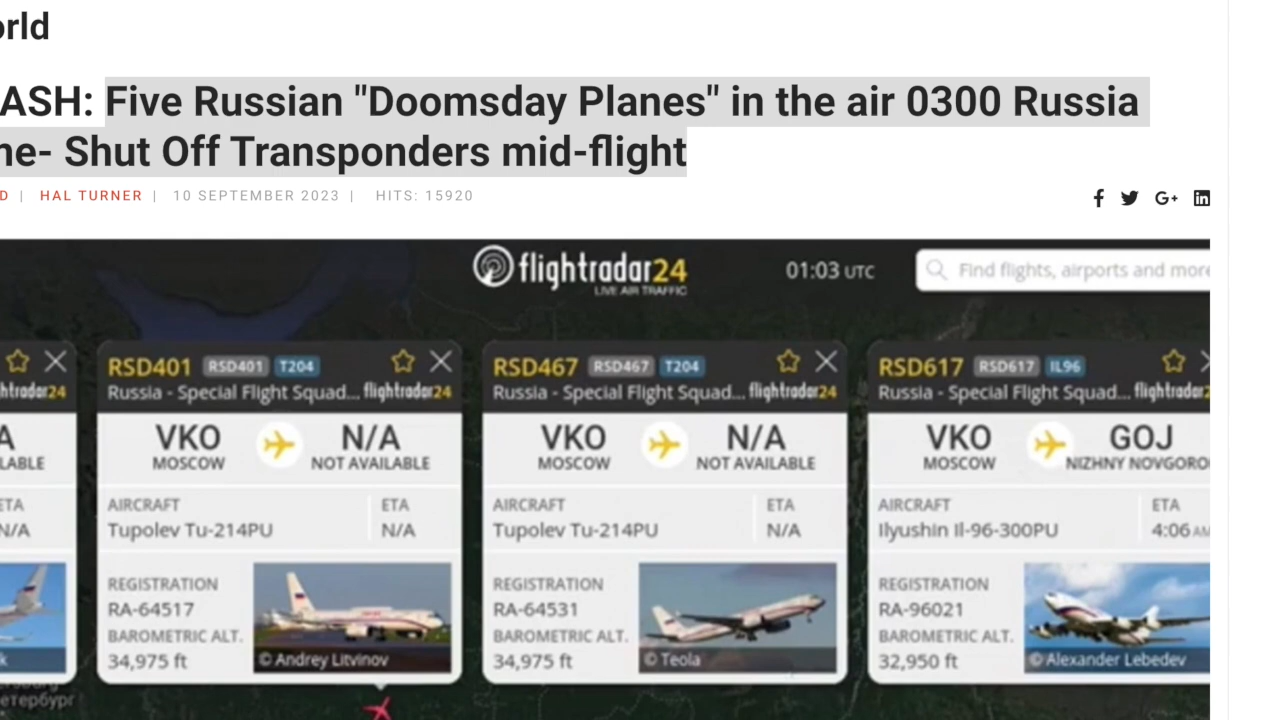 orld
ASH: Five Russian "Doomsday Planes" in the air 0300 Russia
ne- Shut Off Transponders mid-flight
D | HAL TURNER | 10 SEPTEMBER 2023 | HITS: 15920
flightradar24
LIVE AIR TRAFFIC
01:03 UTC
Find flights, airports and more
htradar24
A
LABLE
ETA
N/A
k
RSD401 RSD401 T204
Russia - Special Flight Squad... flightradar24
VKO N/A
MOSCOW NOT AVAILABLE
AIRCRAFT ETA
Tupolev Tu-214PU N/A
REGISTRATION
RA-64517
BAROMETRIC ALT.
34,975 ft
© Andrey Litvinov
RSD467 RSD467 T204
Russia - Special Flight Squad... flightradar24
VKO N/A
MOSCOW NOT AVAILABLE
AIRCRAFT ETA
Tupolev Tu-214PU N/A
REGISTRATION
RA-64531
BAROMETRIC ALT.
34,975 ft
© Teola
RSD617 RSD617 IL96
Russia - Special Flight Squad... flightradar2
VKO GOJ
MOSCOW NIZHNY NOVGORO
AIRCRAFT ETA
Ilyushin Il-96-300PU 4:06 AM
REGISTRATION
RA-96021
BAROMETRIC ALT.
32,950 ft
© Alexander Lebedev
етербург